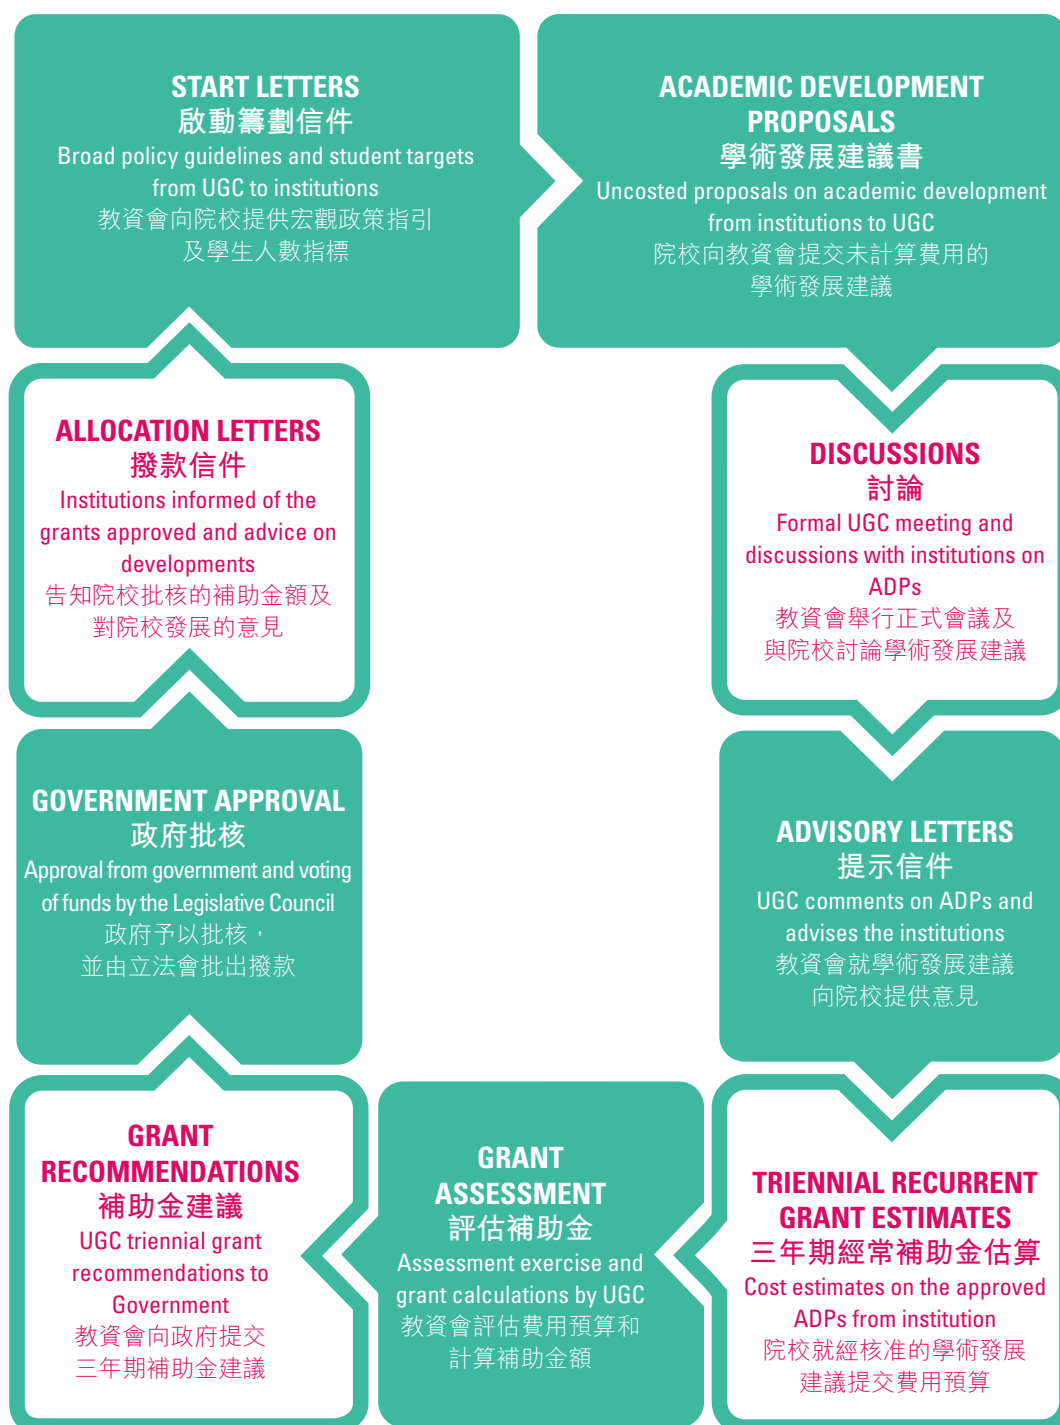 START LETTERS
啟動籌劃信件
Broad policy guidelines and student targets
from UGC to institutions
教資會向院校提供宏觀政策指引
及學生人數指標
ACADEMIC DEVELOPMENT
PROPOSALS
學術發展建議書
Uncosted proposals on academic development
from institutions to UGC
院校向教資會提交未計算費用的
學術發展建議
DISCUSSIONS
討論
Formal UGC meeting and
discussions with institutions on
ADPs
教資會舉行正式會議及
與院校討論學術發展建議
ADVISORY LETTERS
提示信件
UGC comments on ADPs and
advises the institutions
教資會就學術發展建議
向院校提供意見
TRIENNIAL RECURRENT
GRANT ESTIMATES
三年期經常補助金估算
Cost estimates on the approved
ADPs from institution
院校就經核准的學術發展
建議提交費用預算
GRANT
ASSESSMENT
評估補助金
Assessment exercise and
grant calculations by UGC
教資會評估費用預算和
計算補助金額
GRANT
RECOMMENDATIONS
補助金建議
UGC triennial grant
recommendations to
Government
教資會向政府提交
三年期補助金建議
GOVERNMENT APPROVAL
政府批核
Approval from government and voting
of funds by the Legislative Council
政府予以批核，
並由立法會批出撥款
ALLOCATION LETTERS
撥款信件
Institutions informed of the
grants approved and advice on
developments
告知院校批核的補助金額及
對院校發展的意見